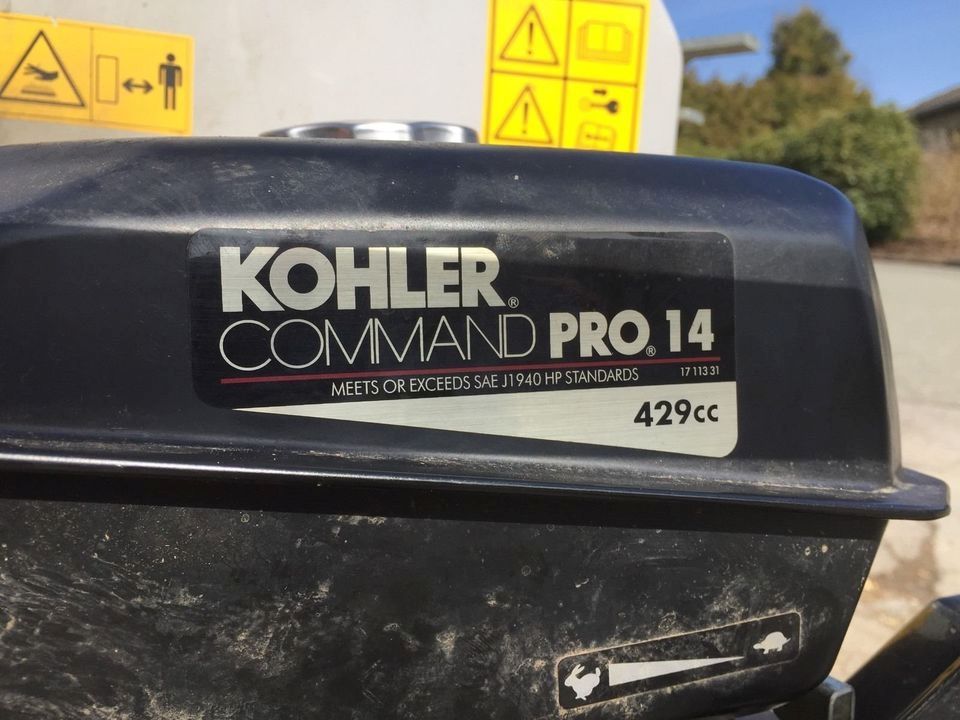 KOHLER®
COMMAND PRO® 14
MEETS OR EXCEEDS SAE J1940 HP STANDARDS 17 113 31
429cc